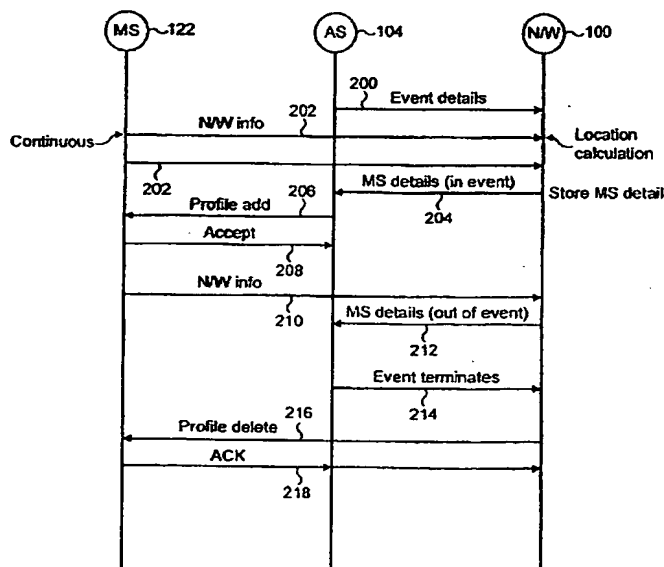 MS 122 AS 104 N/W 100
200
Event details
202
N/W info
Continuous
Location
calculation
202
MS details (in event)
204
Store MS detail
206
Profile add
Accept
208
N/W info
210
MS details (out of event)
212
Event terminates
214
216
Profile delete
ACK
218